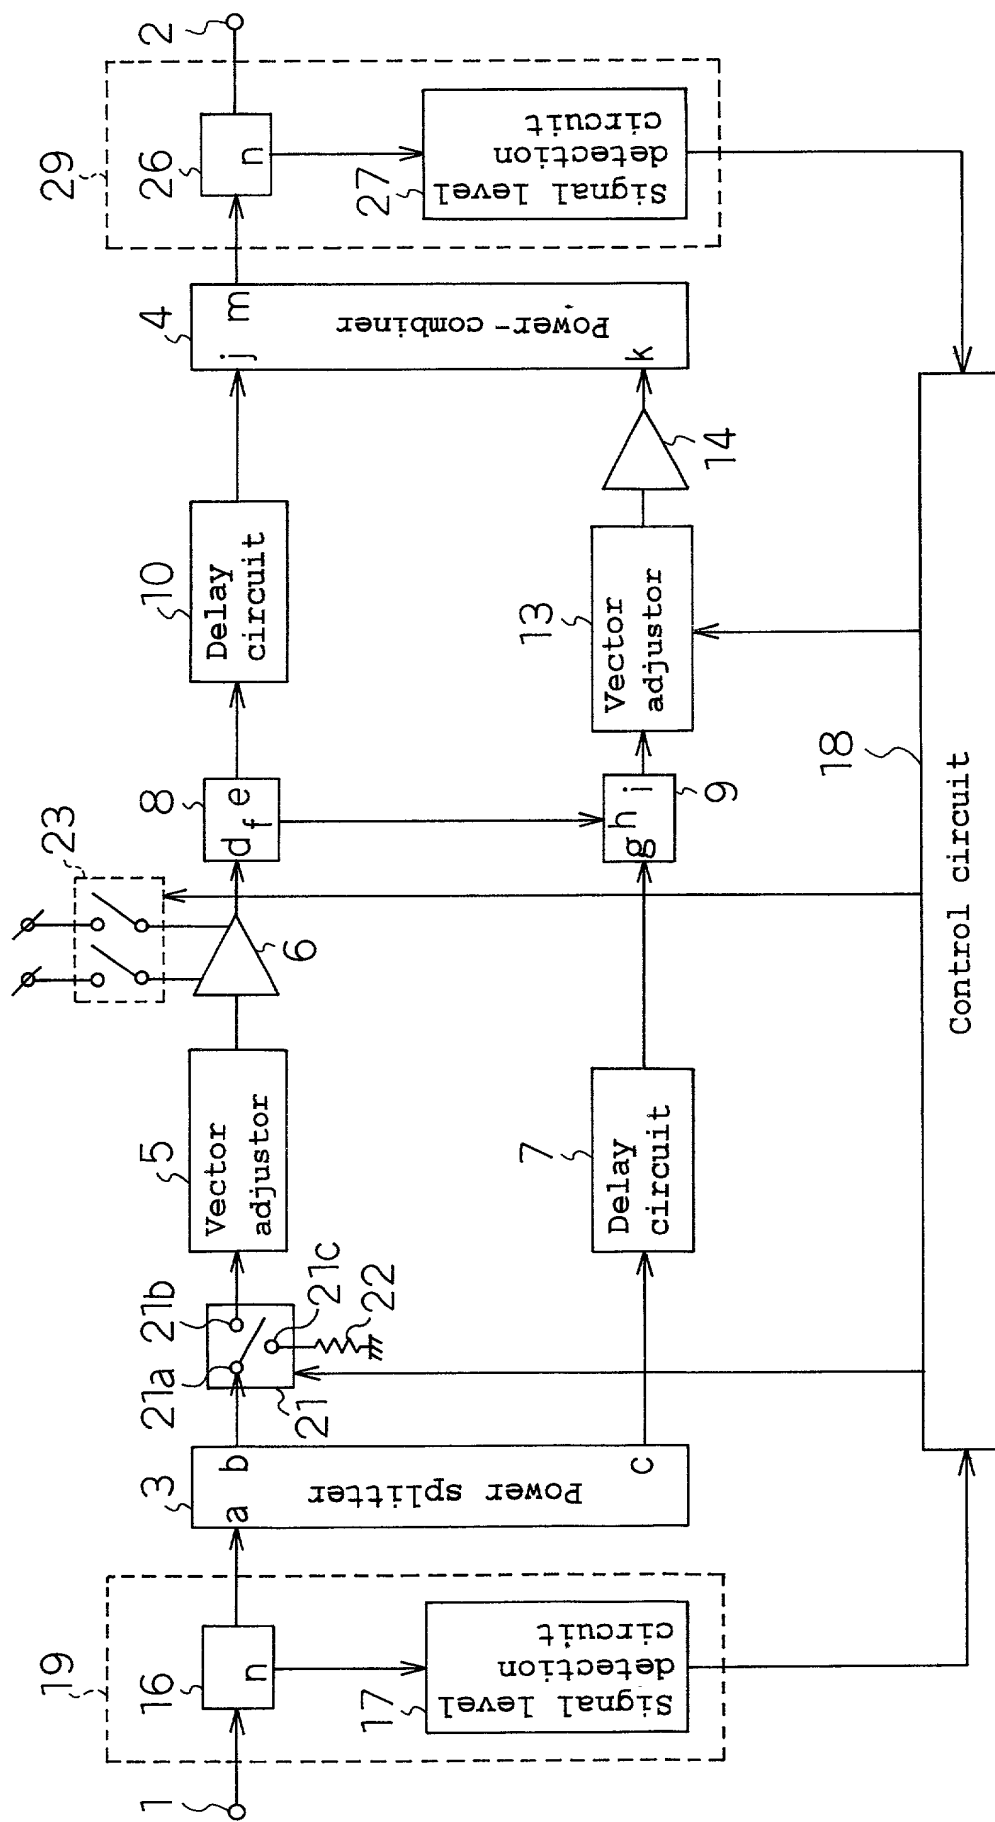 1
19
16
n
17
Signal level
detection
circuit
3
a
b
c
Power splitter
21a
21b
21c
21
22
5
Vector
adjustor
7
Delay
circuit
6
23
8
d
e
f
g
h
i
9
10
Delay
circuit
13
Vector
adjustor
14
4
j
m
k
Power-combiner
29
26
n
27
Signal level
detection
circuit
2
18
Control circuit